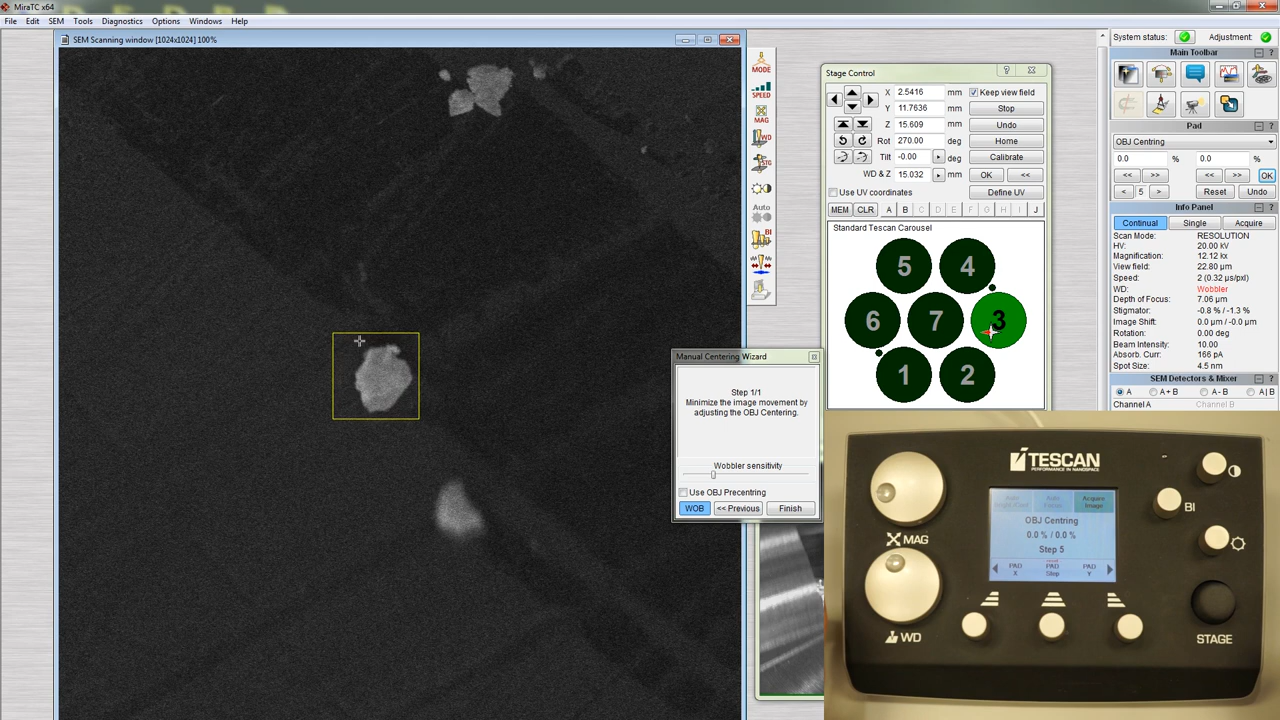 MiraTC x64
File Edit SEM Tools Diagnostics Options Windows Help
SEM Scanning window [1024x1024] 100%
MODE
SPEED
MAG
WD
STG
Auto
BI
Stage Control
X 2.5416 mm Keep view field
Y 11.7636 mm Stop
Z 15.609 mm Undo
Rot 270.00 deg Home
Tilt -0.00 deg Calibrate
WD & Z 15.032 mm OK <<
Use UV coordinates Define UV
MEM CLR A B C D E F G H I J
Standard Tescan Carousel
5 4
6 7 3
1 2
Manual Centering Wizard
Step 1/1
Minimize the image movement by
adjusting the OBJ Centring.
Wobbler sensitivity
Use OBJ Precentring
WOB << Previous Finish
System status: Adjustment:
Main Toolbar
Pad
OBJ Centring
0.0 % 0.0 % OK
<< >> << >>
< 5 > Reset Undo
Info Panel
Continual Single Acquire
Scan Mode: RESOLUTION
HV: 20.00 kV
Magnification: 12.12 kx
View field: 22.80 µm
Speed: 2 (0.32 µs/pxl)
WD: Wobbler
Depth of Focus: 7.06 µm
Stigmator: -0.8 % / -1.3 %
Image Shift: 0.0 µm / -0.0 µm
Rotation: 0.00 deg
Beam Intensity: 10.00
Absorb. Curr: 166 pA
Spot Size: 4.5 nm
SEM Detectors & Mixer
A A + B A - B A | B
Channel A Channel B
TESCAN
PERFORMANCE IN NANOSPACE
Acquire
Image
OBJ Centring
0.0 % / 0.0 %
Step 5
PAD X PAD Step PAD Y
MAG
WD
BI
STAGE